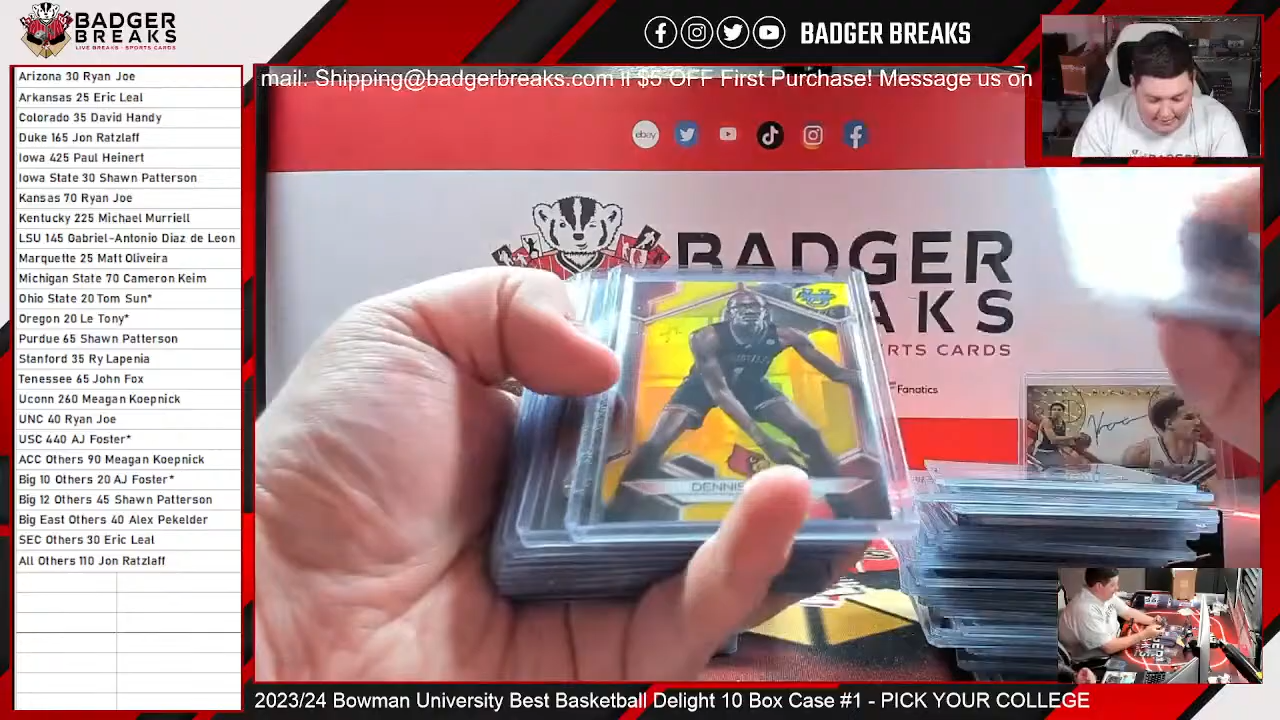 BADGER
BREAKS
LIVE BREAKS - SPORTS CARDS
BADGER BREAKS
Arizona 30 Ryan Joe
Arkansas 25 Eric Leal
Colorado 35 David Handy
Duke 165 Jon Ratzlaff
Iowa 425 Paul Heinert
Iowa State 30 Shawn Patterson
Kansas 70 Ryan Joe
Kentucky 225 Michael Murriell
LSU 145 Gabriel-Antonio Diaz de Leon
Marquette 25 Matt Oliveira
Michigan State 70 Cameron Keim
Ohio State 20 Tom Sun*
Oregon 20 Le Tony*
Purdue 65 Shawn Patterson
Stanford 35 Ry Lapenia
Tenessee 65 John Fox
Uconn 260 Meagan Koepnick
UNC 40 Ryan Joe
USC 440 AJ Foster*
ACC Others 90 Meagan Koepnick
Big 10 Others 20 AJ Foster*
Big 12 Others 45 Shawn Patterson
Big East Others 40 Alex Pekelder
SEC Others 30 Eric Leal
All Others 110 Jon Ratzlaff
mail: Shipping@badgerbreaks.com II $5 OFF First Purchase! Message us on
ebay
BADGER
AKS
RTS CARDS
Fanatics
DENNIS
2023/24 Bowman University Best Basketball Delight 10 Box Case #1 - PICK YOUR COLLEGE